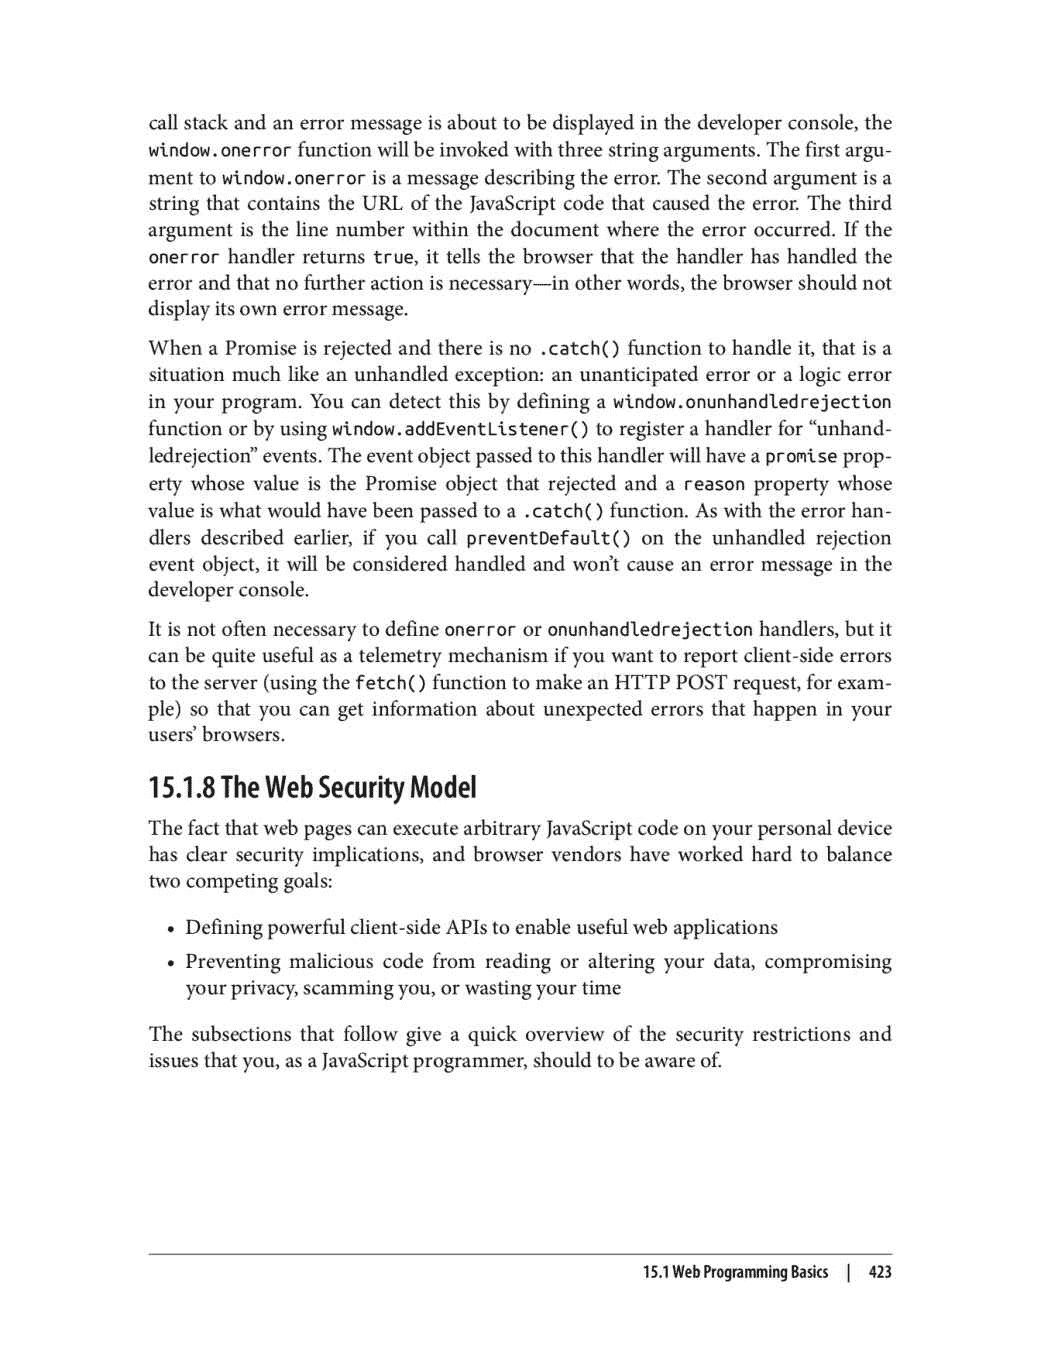 call stack and an error message is about to be displayed in the developer console, the
window.onerror function will be invoked with three string arguments. The first argu-
ment to window.onerror is a message describing the error. The second argument is a
string that contains the URL of the JavaScript code that caused the error. The third
argument is the line number within the document where the error occurred. If the
onerror handler returns true, it tells the browser that the handler has handled the
error and that no further action is necessary—in other words, the browser should not
display its own error message.
When a Promise is rejected and there is no .catch() function to handle it, that is a
situation much like an unhandled exception: an unanticipated error or a logic error
in your program. You can detect this by defining a window.onunhandledrejection
function or by using window.addEventListener() to register a handler for “unhand-
ledrejection” events. The event object passed to this handler will have a promise prop-
erty whose value is the Promise object that rejected and a reason property whose
value is what would have been passed to a .catch() function. As with the error han-
dlers described earlier, if you call preventDefault() on the unhandled rejection
event object, it will be considered handled and won’t cause an error message in the
developer console.
It is not often necessary to define onerror or onunhandledrejection handlers, but it
can be quite useful as a telemetry mechanism if you want to report client-side errors
to the server (using the fetch() function to make an HTTP POST request, for exam-
ple) so that you can get information about unexpected errors that happen in your
users’ browsers.
15.1.8 The Web Security Model
The fact that web pages can execute arbitrary JavaScript code on your personal device
has clear security implications, and browser vendors have worked hard to balance
two competing goals:
• Defining powerful client-side APIs to enable useful web applications
• Preventing malicious code from reading or altering your data, compromising
your privacy, scamming you, or wasting your time
The subsections that follow give a quick overview of the security restrictions and
issues that you, as a JavaScript programmer, should to be aware of.
15.1 Web Programming Basics | 423